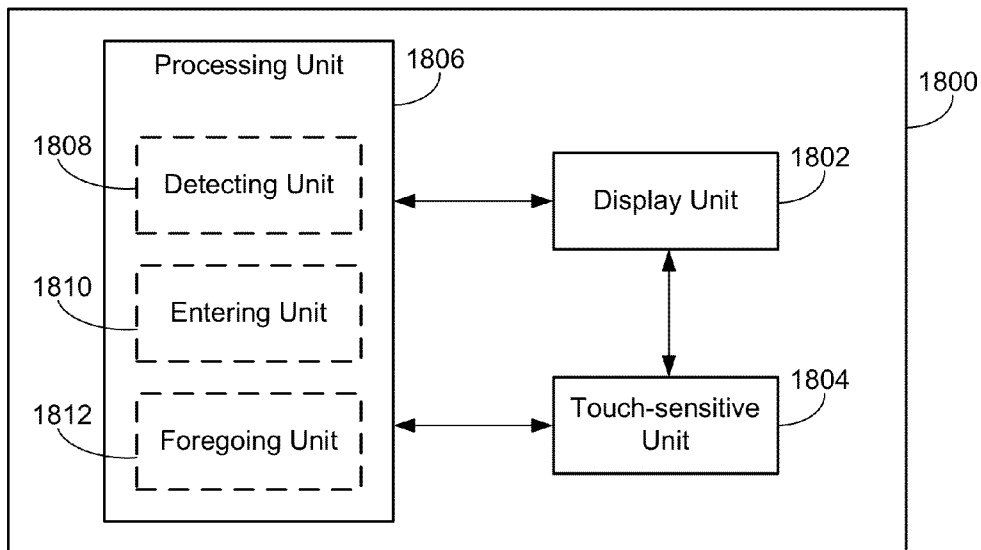 Processing Unit
1806
1800
1808
Detecting Unit
1802
Display Unit
1810
Entering Unit
1812
Foregoing Unit
1804
Touch-sensitive
Unit